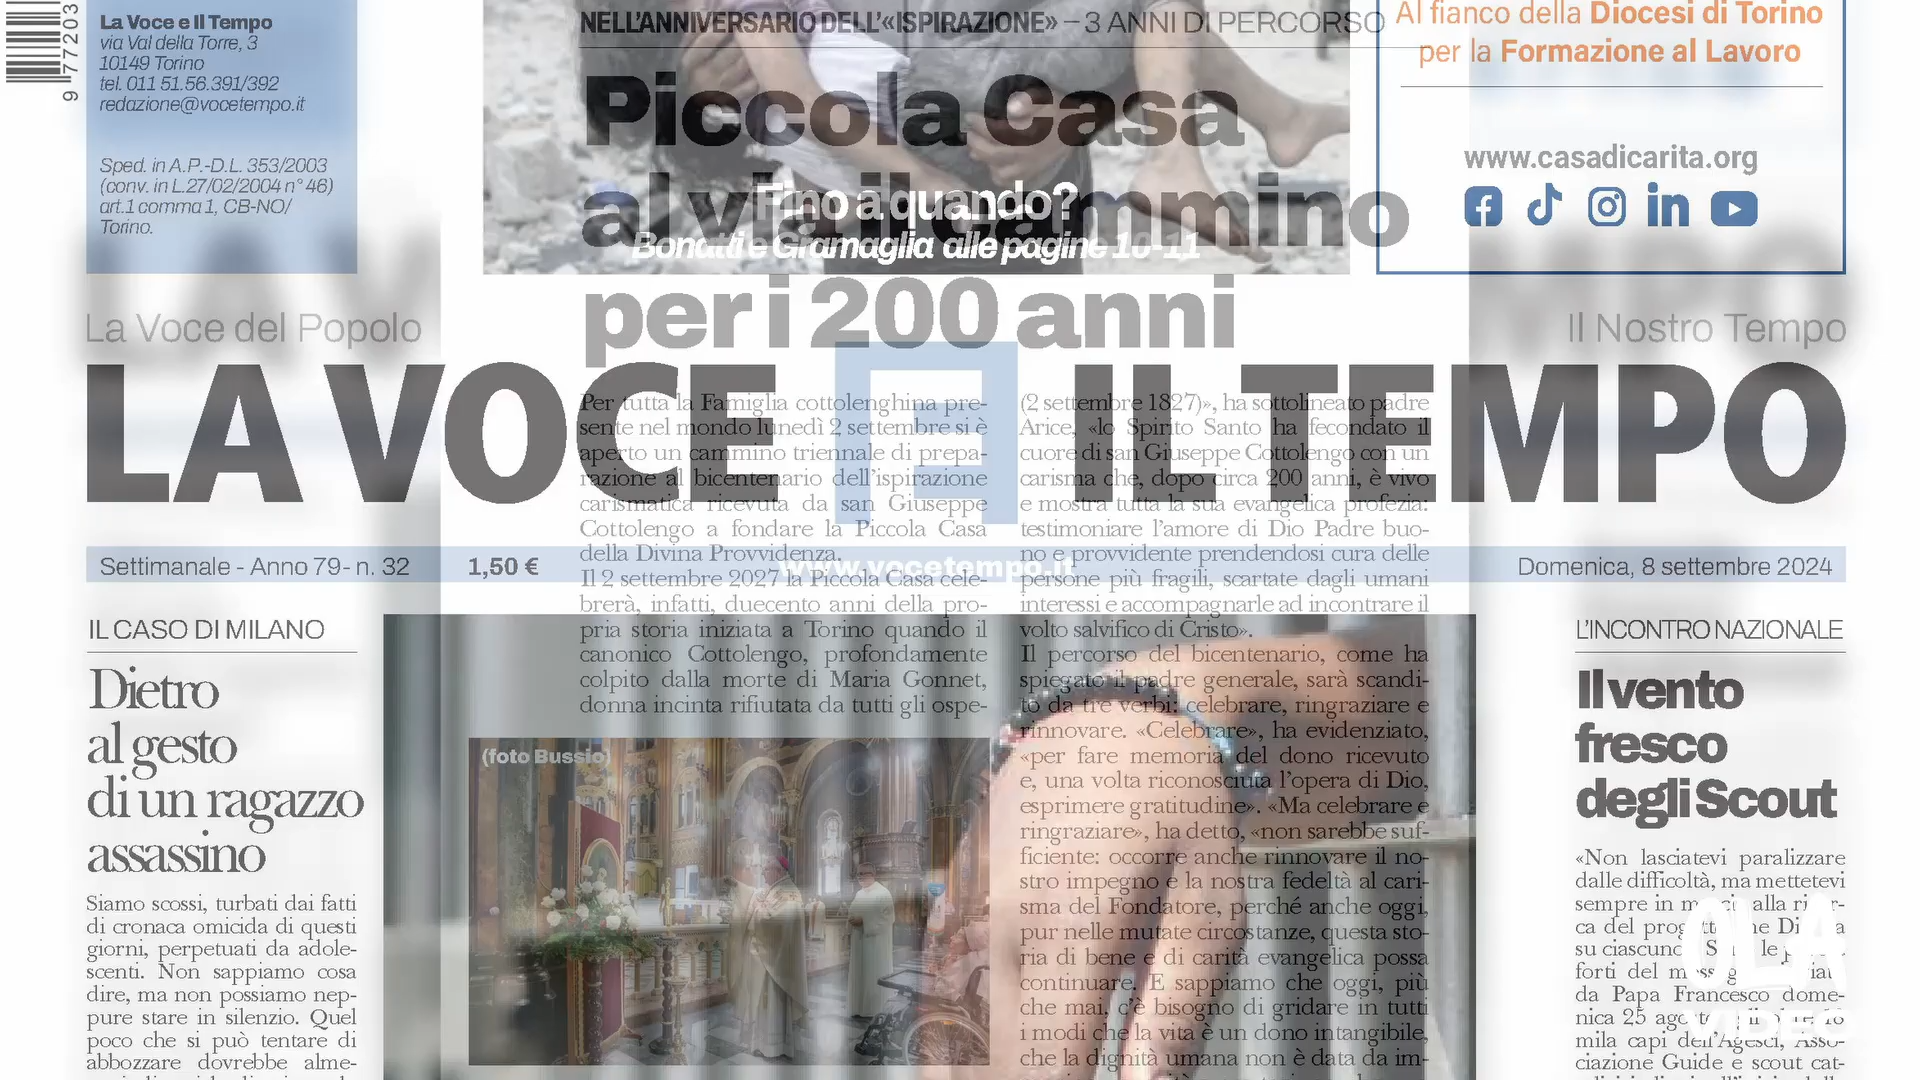 9 77203
La Voce e Il Tempo
via Val della Torre, 3
10149 Torino
tel. 011 51.56.391/392
redazione@vocetempo.it
Sped. in A.P.-D.L. 353/2003
(conv. in L.27/02/2004 n° 46)
art.1 comma 1, CB-NO/
Torino.
NELL'ANNIVERSARIO DELL'«ISPIRAZIONE» – 3 ANNI DI PERCORSO
Piccola Casa
al via il cammino
per i 200 anni
Fino a quando?
Bonatti e Gramaglia alle pagine 10-11
Al fianco della Diocesi di Torino
per la Formazione al Lavoro
www.casadicarita.org
La Voce del Popolo
Il Nostro Tempo
LA VOCE E IL TEMPO
Settimanale - Anno 79- n. 32
1,50 €
www.vocetempo.it
Domenica, 8 settembre 2024
IL CASO DI MILANO
Dietro
al gesto
di un ragazzo
assassino
Siamo scossi, turbati dai fatti
di cronaca omicida di questi
giorni, perpetuati da adole-
scenti. Non sappiamo cosa
dire, ma non possiamo nep-
pure stare in silenzio. Quel
poco che si può tentare di
abbozzare dovrebbe alme-
Per tutta la Famiglia cottolenghina pre-
sente nel mondo lunedì 2 settembre si è
aperto un cammino triennale di prepa-
razione al bicentenario dell'ispirazione
carismatica ricevuta da san Giuseppe
Cottolengo a fondare la Piccola Casa
della Divina Provvidenza.
Il 2 settembre 2027 la Piccola Casa cele-
brerà, infatti, duecento anni della pro-
pria storia iniziata a Torino quando il
canonico Cottolengo, profondamente
colpito dalla morte di Maria Gonnet,
donna incinta rifiutata da tutti gli ospe-
(foto Bussio)
(2 settembre 1827)», ha sottolineato padre
Arice, «lo Spirito Santo ha fecondato il
cuore di san Giuseppe Cottolengo con un
carisma che, dopo circa 200 anni, è vivo
e mostra tutta la sua evangelica profezia:
testimoniare l'amore di Dio Padre buo-
no e provvidente prendendosi cura delle
persone più fragili, scartate dagli umani
interessi e accompagnarle ad incontrare il
volto salvifico di Cristo».
Il percorso del bicentenario, come ha
spiegato il padre generale, sarà scandi-
to da tre verbi: celebrare, ringraziare e
rinnovare. «Celebrare», ha evidenziato,
«per fare memoria del dono ricevuto
e, una volta riconosciuta l'opera di Dio,
esprimere gratitudine». «Ma celebrare e
ringraziare», ha detto, «non sarebbe suf-
ficiente: occorre anche rinnovare il no-
stro impegno e la nostra fedeltà al cari-
sma del Fondatore, perché anche oggi,
pur nelle mutate circostanze, questa sto-
ria di bene e di carità evangelica possa
continuare. E sappiamo che oggi, più
che mai, c'è bisogno di gridare in tutti
i modi che la vita è un dono intangibile,
che la dignità umana non è data da im-
L'INCONTRO NAZIONALE
Il vento
fresco
degli Scout
«Non lasciatevi paralizzare
dalle difficoltà, ma mettetevi
sempre in alla
ca del
su ciascuno
forti del
da Papa Francesco dome-
nica 25
mila capi dell'Agesci, Asso-
ciazione Guide e scout cat-
OLA
VIDEO